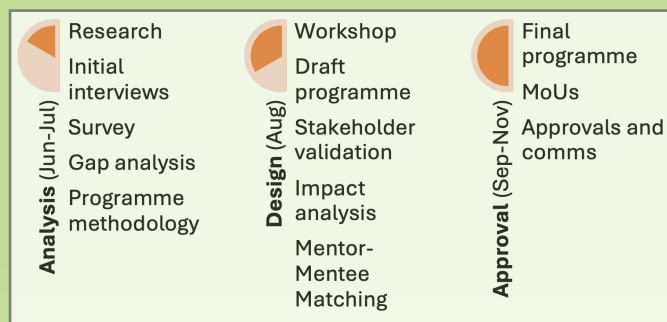 Analysis (Jun-Jul)
Research
Initial
interviews
Survey
Gap analysis
Programme
methodology
Design (Aug)
Workshop
Draft
programme
Stakeholder
validation
Impact
analysis
Mentor-
Mentee
Matching
Approval (Sep-Nov)
Final
programme
MoUs
Approvals and
comms